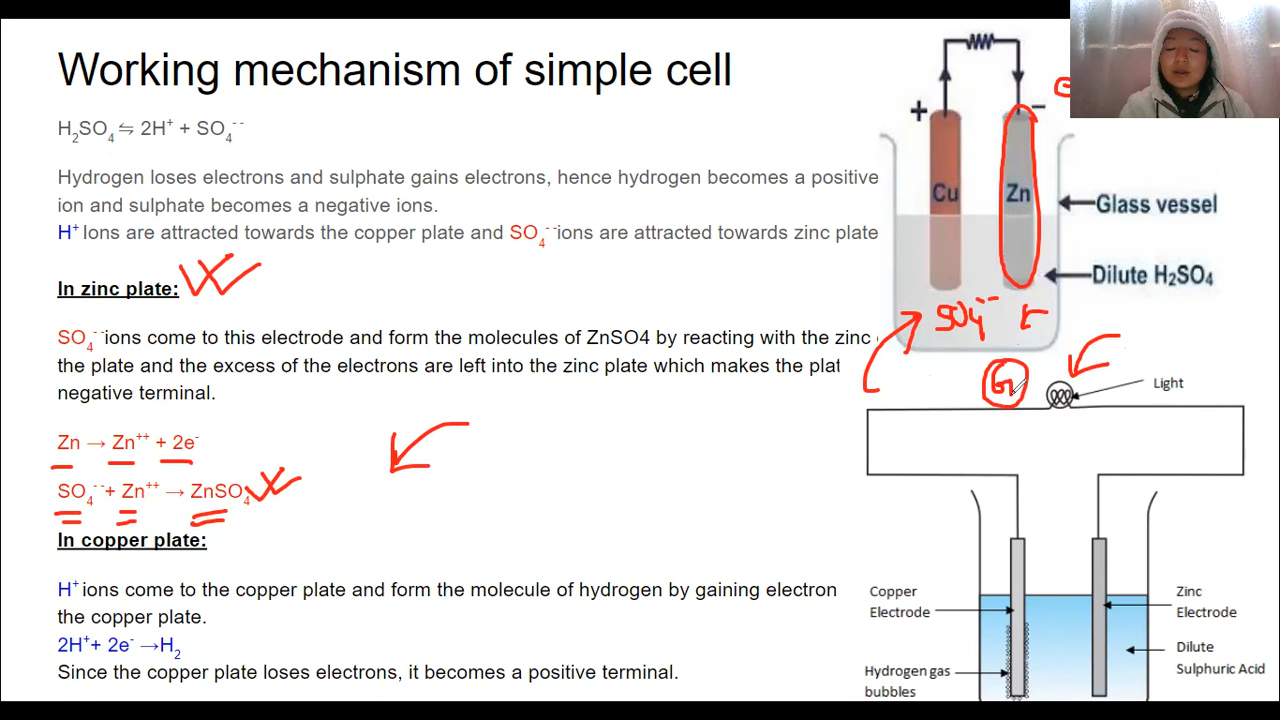 Working mechanism of simple cell
H₂SO₄ ⇋ 2H⁺ + SO₄⁻⁻
Hydrogen loses electrons and sulphate gains electrons, hence hydrogen becomes a positive
ion and sulphate becomes a negative ions.
H⁺ Ions are attracted towards the copper plate and SO₄⁻⁻ ions are attracted towards zinc plate
In zinc plate:
SO₄⁻⁻ ions come to this electrode and form the molecules of ZnSO4 by reacting with the zinc
the plate and the excess of the electrons are left into the zinc plate which makes the plat
negative terminal.
Zn → Zn⁺⁺ + 2e⁻
SO₄⁻⁻ + Zn⁺⁺ → ZnSO₄
In copper plate:
H⁺ ions come to the copper plate and form the molecule of hydrogen by gaining electron
the copper plate.
2H⁺+ 2e⁻ →H₂
Since the copper plate loses electrons, it becomes a positive terminal.
+
−
Cu
Zn
Glass vessel
Dilute H₂SO₄
SO₄⁻⁻
Light
Copper
Electrode
Zinc
Electrode
Dilute
Sulphuric Acid
Hydrogen gas
bubbles